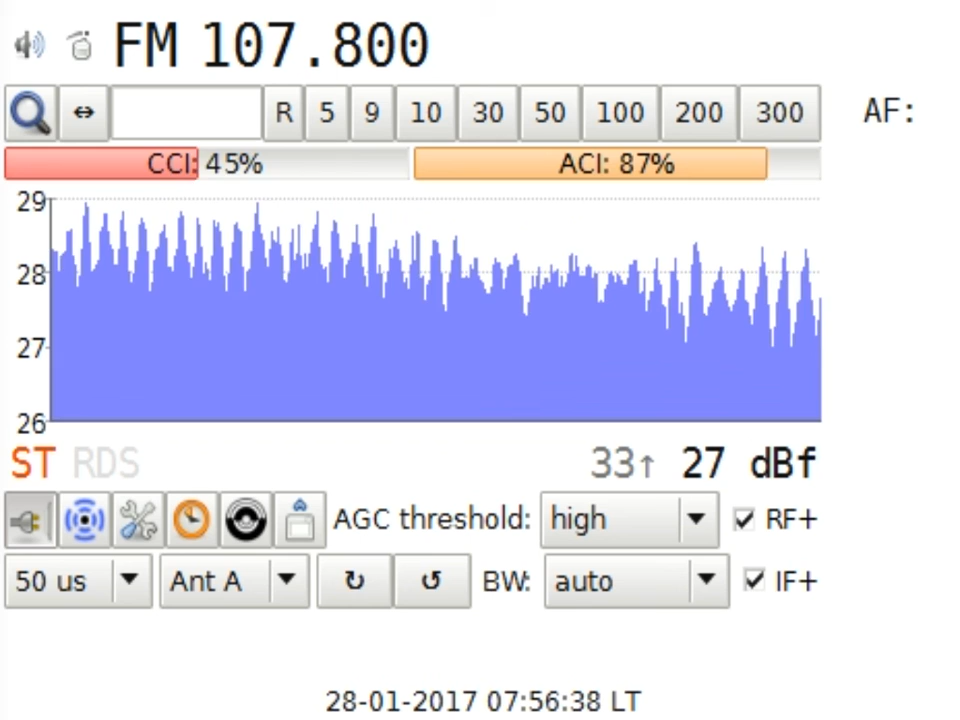 FM 107.800
R 5 9 10 30 50 100 200 300 AF:
CCI: 45% ACI: 87%
29
28
27
26
ST RDS 33↑ 27 dBf
AGC threshold: high RF+
50 us Ant A ↻ ↺ BW: auto IF+
28-01-2017 07:56:38 LT